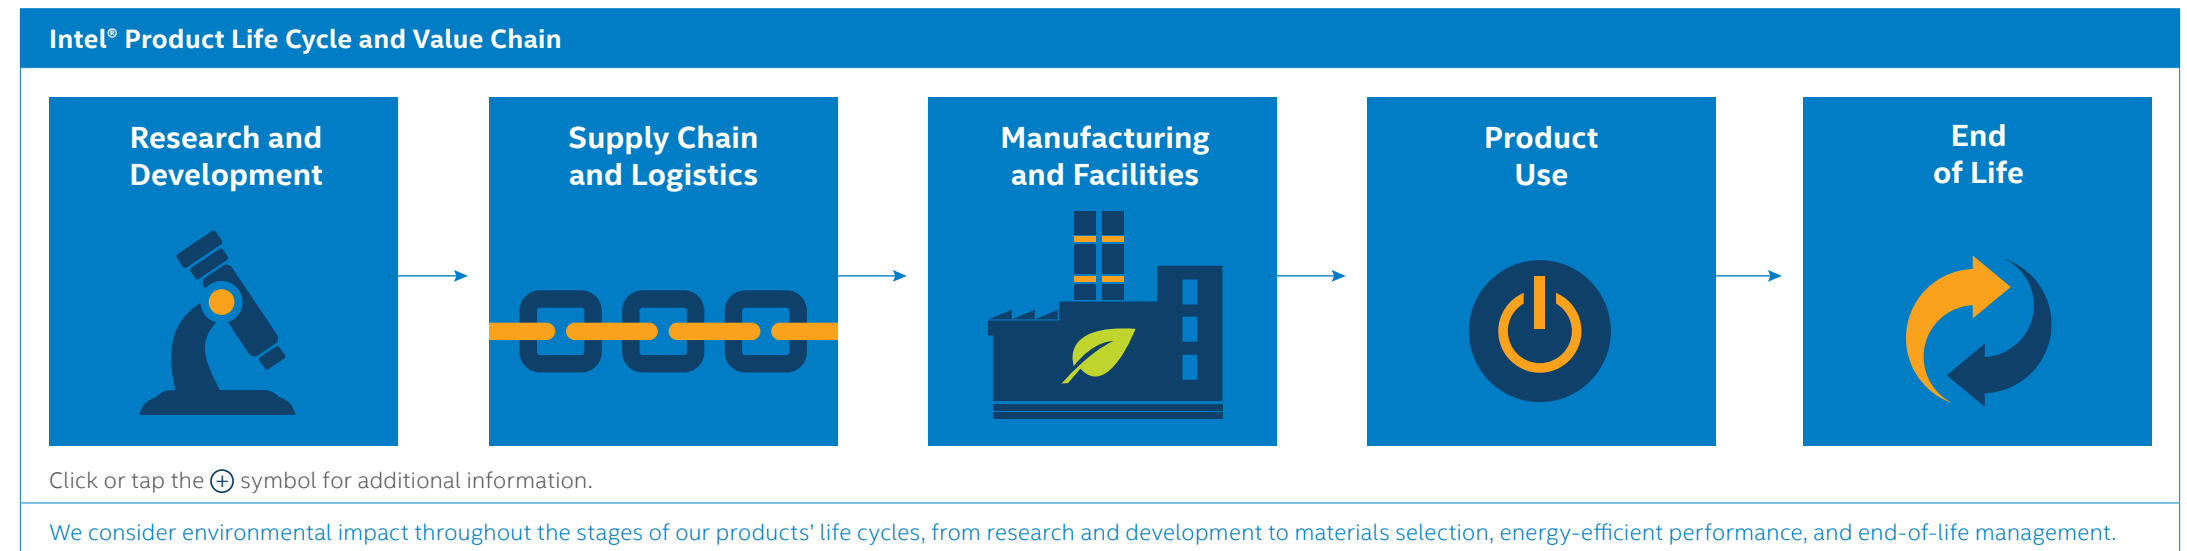 Intel® Product Life Cycle and Value Chain
Research and
Development
Supply Chain
and Logistics
Manufacturing
and Facilities
Product
Use
End
of Life
Click or tap the ⊕ symbol for additional information.
We consider environmental impact throughout the stages of our products' life cycles, from research and development to materials selection, energy-efficient performance, and end-of-life management.